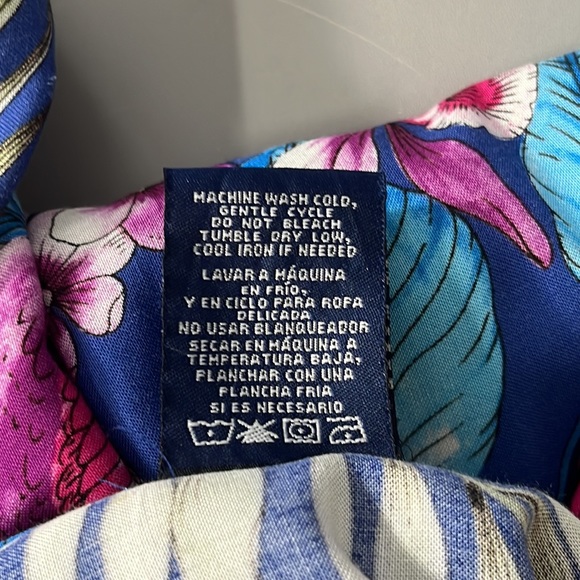 MACHINE WASH COLD,
GENTLE CYCLE
DO NOT BLEACH
TUMBLE DRY LOW,
COOL IRON IF NEEDED
LAVAR A MÁQUINA
EN FRÍO,
Y EN CICLO PARA ROPA
DELICADA
NO USAR BLANQUEADOR
SECAR EN MÁQUINA A
TEMPERATURA BAJA,
PLANCHAR CON UNA
PLANCHA FRIA
SI ES NECESARIO